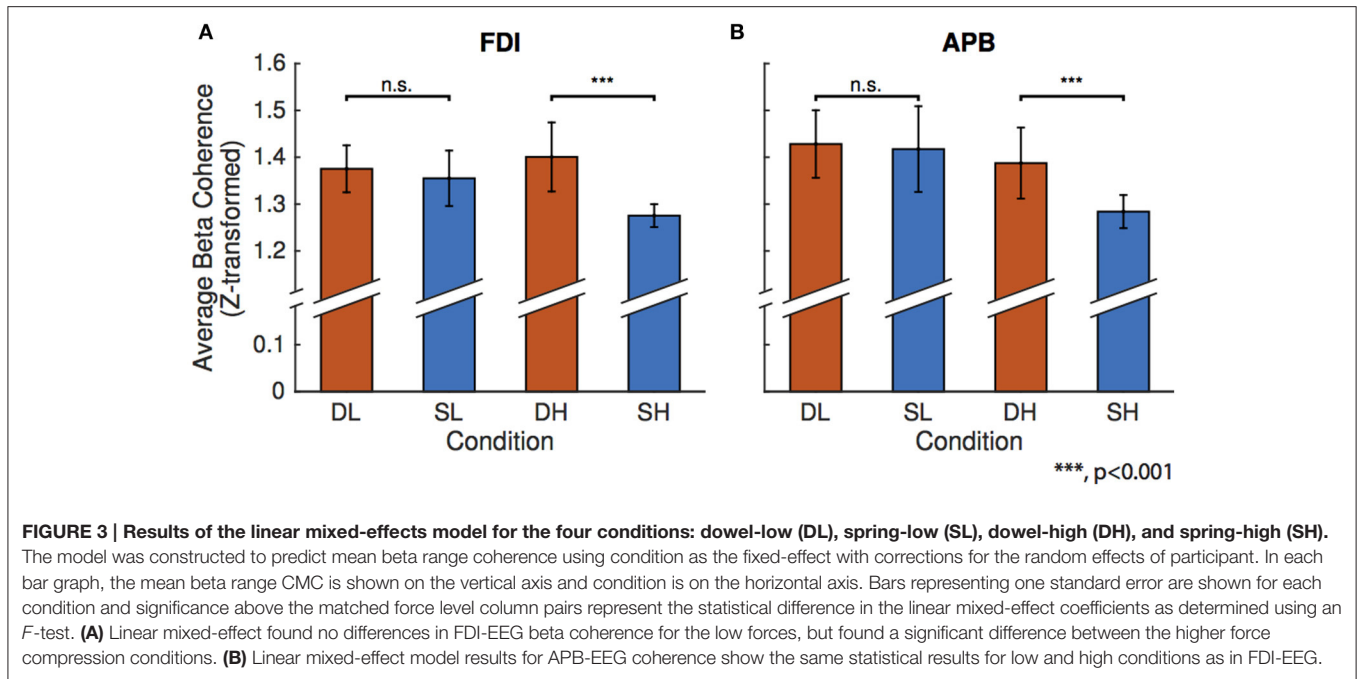 A
FDI
B
APB
1.6
1.5
1.4
1.3
1.2
0.1
0
Average Beta Coherence
(Z-transformed)
n.s.
***
n.s.
***
DL SL DH SH
DL SL DH SH
Condition
Condition
***, p<0.001
FIGURE 3 | Results of the linear mixed-effects model for the four conditions: dowel-low (DL), spring-low (SL), dowel-high (DH), and spring-high (SH).
The model was constructed to predict mean beta range coherence using condition as the fixed-effect with corrections for the random effects of participant. In each
bar graph, the mean beta range CMC is shown on the vertical axis and condition is on the horizontal axis. Bars representing one standard error are shown for each
condition and significance above the matched force level column pairs represent the statistical difference in the linear mixed-effect coefficients as determined using an
F-test. (A) Linear mixed-effect found no differences in FDI-EEG beta coherence for the low forces, but found a significant difference between the higher force
compression conditions. (B) Linear mixed-effect model results for APB-EEG coherence show the same statistical results for low and high conditions as in FDI-EEG.